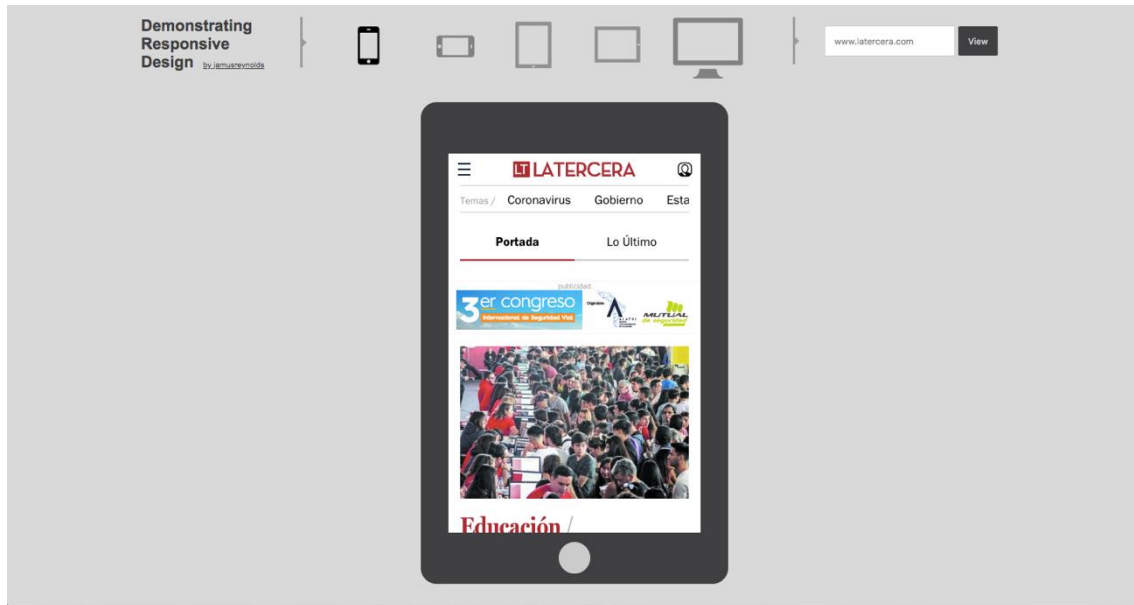 Demonstrating
Responsive
Design by jamusreynolds
www.latercera.com View
LT LATERCERA
Temas / Coronavirus Gobierno Esta
Portada Lo Último
publicidad
3er congreso
Internacional de Seguridad Vial
Organizan
MUTUAL
de seguridad
Educación /